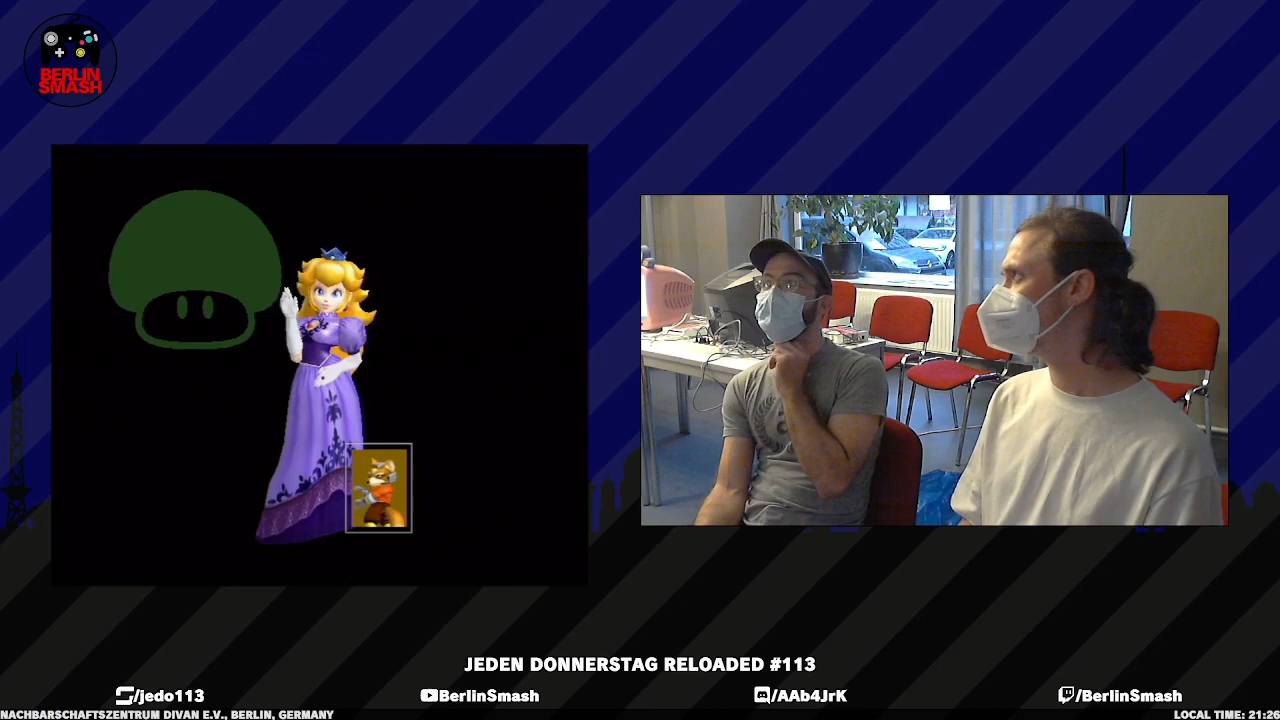 BERLIN
SMASH
JEDEN DONNERSTAG RELOADED #113
/jedo113
BerlinSmash
/AAb4JrK
/BerlinSmash
NACHBARSCHAFTSZENTRUM DIVAN E.V., BERLIN, GERMANY
LOCAL TIME: 21:26